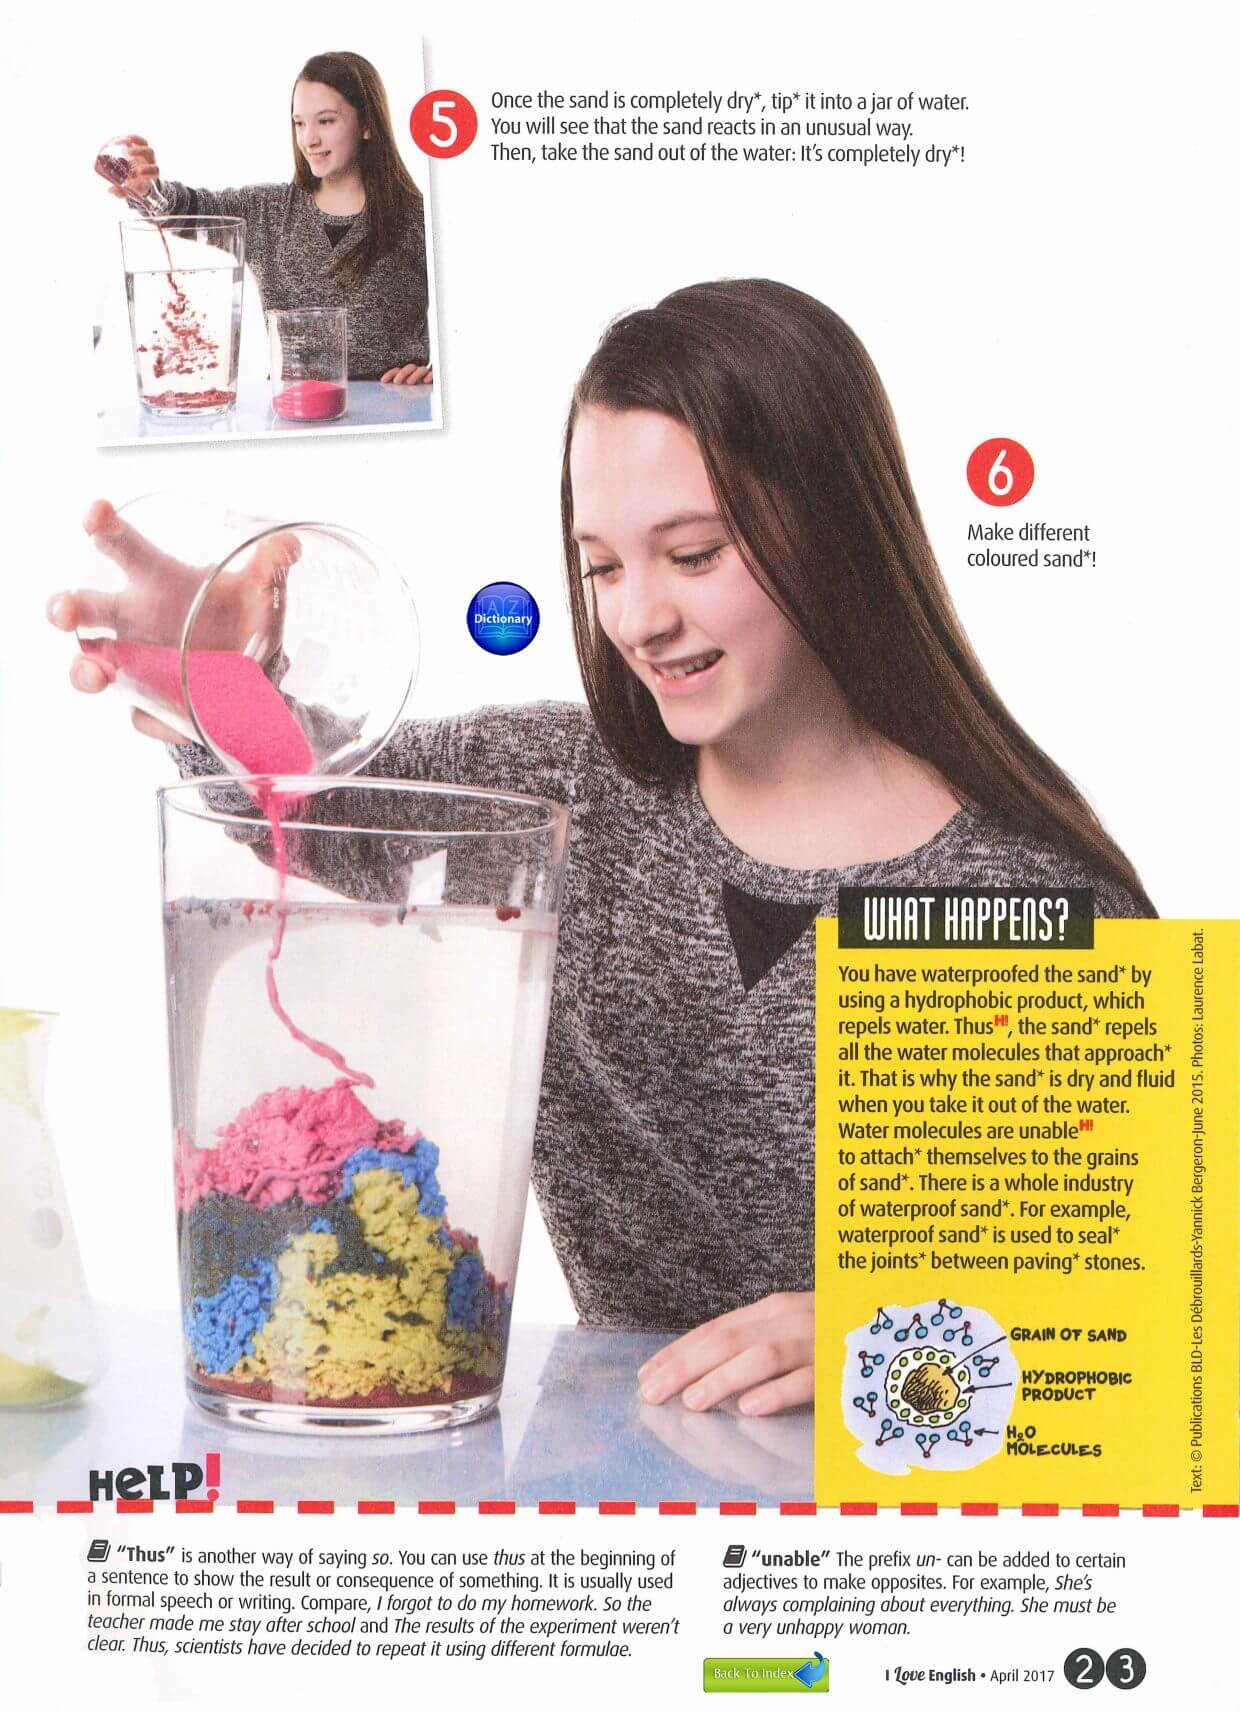 5
Once the sand is completely dry*, tip* it into a jar of water.
You will see that the sand reacts in an unusual way.
Then, take the sand out of the water: It's completely dry*!
6
Make different
coloured sand*!
A Z
Dictionary
WHAT HAPPENS?
You have waterproofed the sand* by
using a hydrophobic product, which
repels water. Thus H!, the sand* repels
all the water molecules that approach*
it. That is why the sand* is dry and fluid
when you take it out of the water.
Water molecules are unable H!
to attach* themselves to the grains
of sand*. There is a whole industry
of waterproof sand*. For example,
waterproof sand* is used to seal*
the joints* between paving* stones.
GRAIN OF SAND
HYDROPHOBIC
PRODUCT
H₂O
MOLECULES
Text: © Publications BLD-Les Débrouillards-Yannick Bergeron-June 2015. Photos: Laurence Labat.
HELP!
"Thus" is another way of saying so. You can use thus at the beginning of
a sentence to show the result or consequence of something. It is usually used
in formal speech or writing. Compare, I forgot to do my homework. So the
teacher made me stay after school and The results of the experiment weren't
clear. Thus, scientists have decided to repeat it using different formulae.
"unable" The prefix un- can be added to certain
adjectives to make opposites. For example, She's
always complaining about everything. She must be
a very unhappy woman.
Back To Index
I Love English • April 2017 23